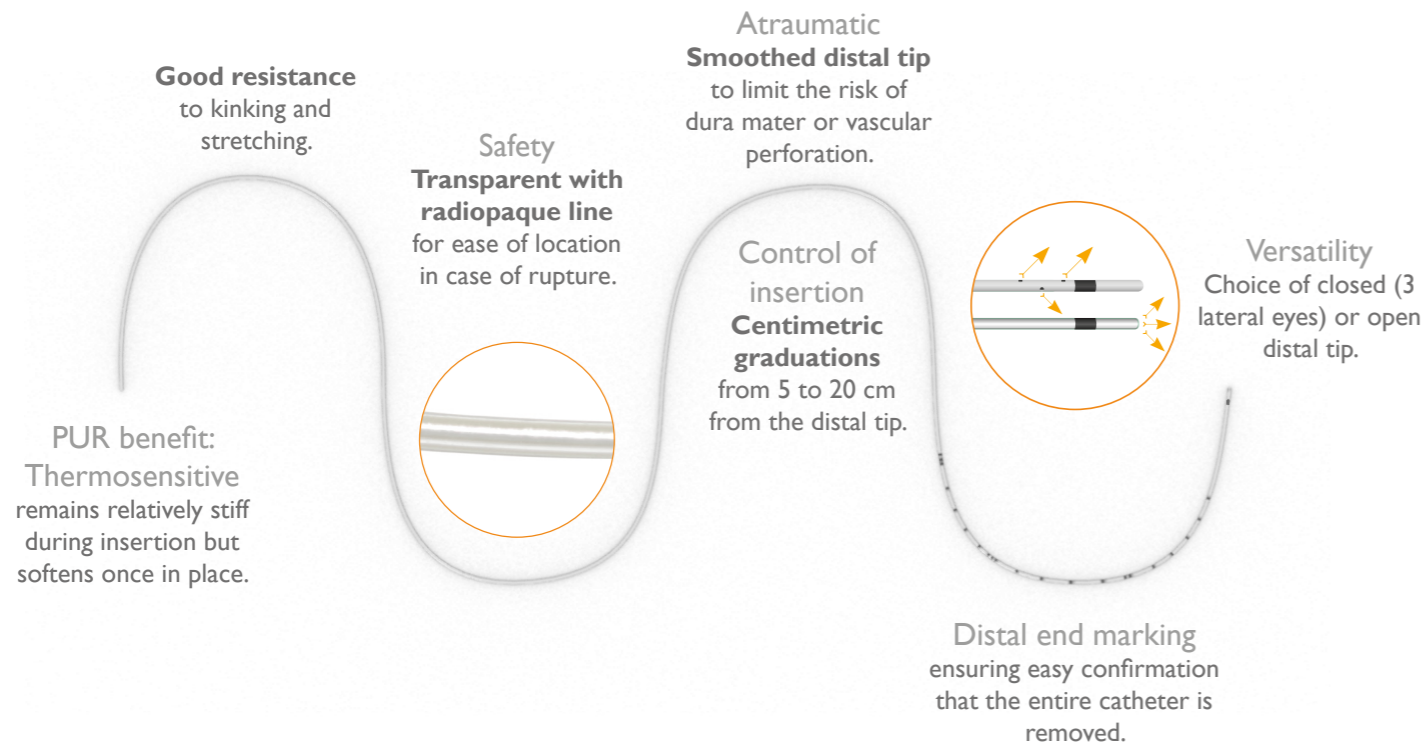 Good resistance
to kinking and
stretching.
PUR benefit:
Thermosensitive
remains relatively stiff
during insertion but
softens once in place.
Safety
Transparent with
radiopaque line
for ease of location
in case of rupture.
Atraumatic
Smoothed distal tip
to limit the risk of
dura mater or vascular
perforation.
Control of
insertion
Centimetric
graduations
from 5 to 20 cm
from the distal tip.
Versatility
Choice of closed (3
lateral eyes) or open
distal tip.
Distal end marking
ensuring easy confirmation
that the entire catheter is
removed.